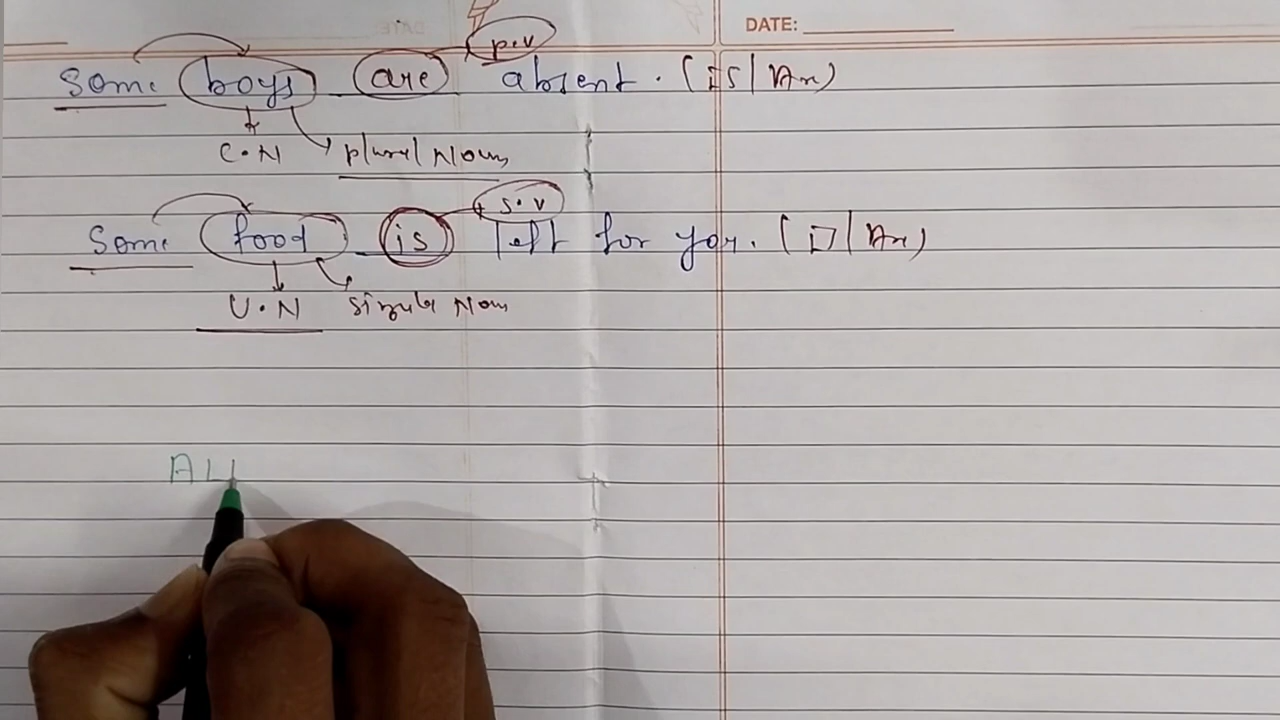 DATE:
p.v
Some boys are absent. (is/are)
C.N plural Noun
S.V
Some food is left for you. (is/are)
U.N singular Noun
ALL